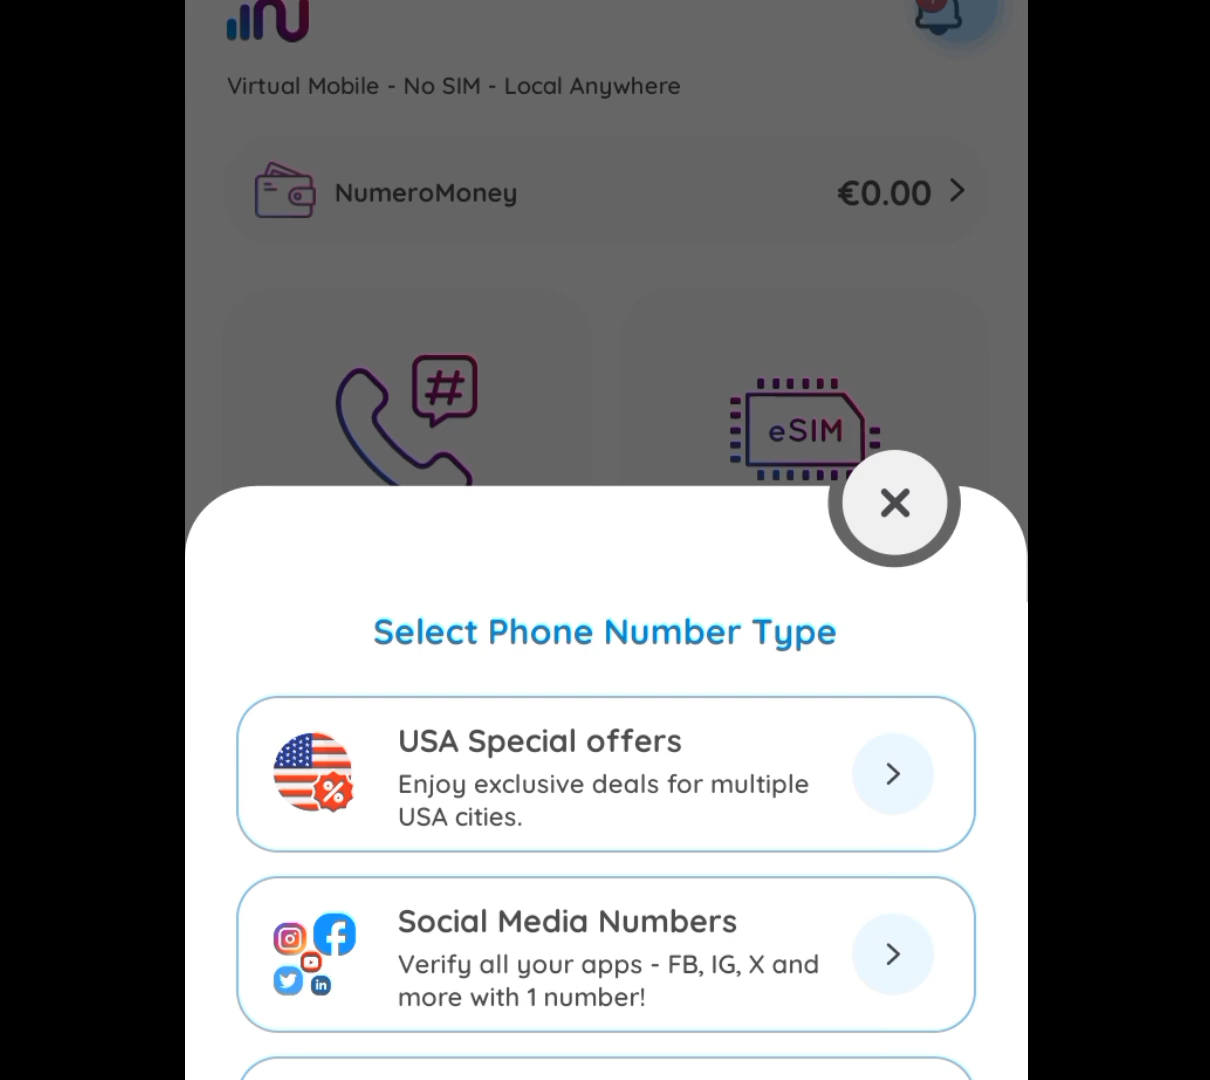 Virtual Mobile - No SIM - Local Anywhere
NumeroMoney
€0.00
#
eSIM
Select Phone Number Type
USA Special offers
Enjoy exclusive deals for multiple
USA cities.
%
Social Media Numbers
Verify all your apps - FB, IG, X and
more with 1 number!
in